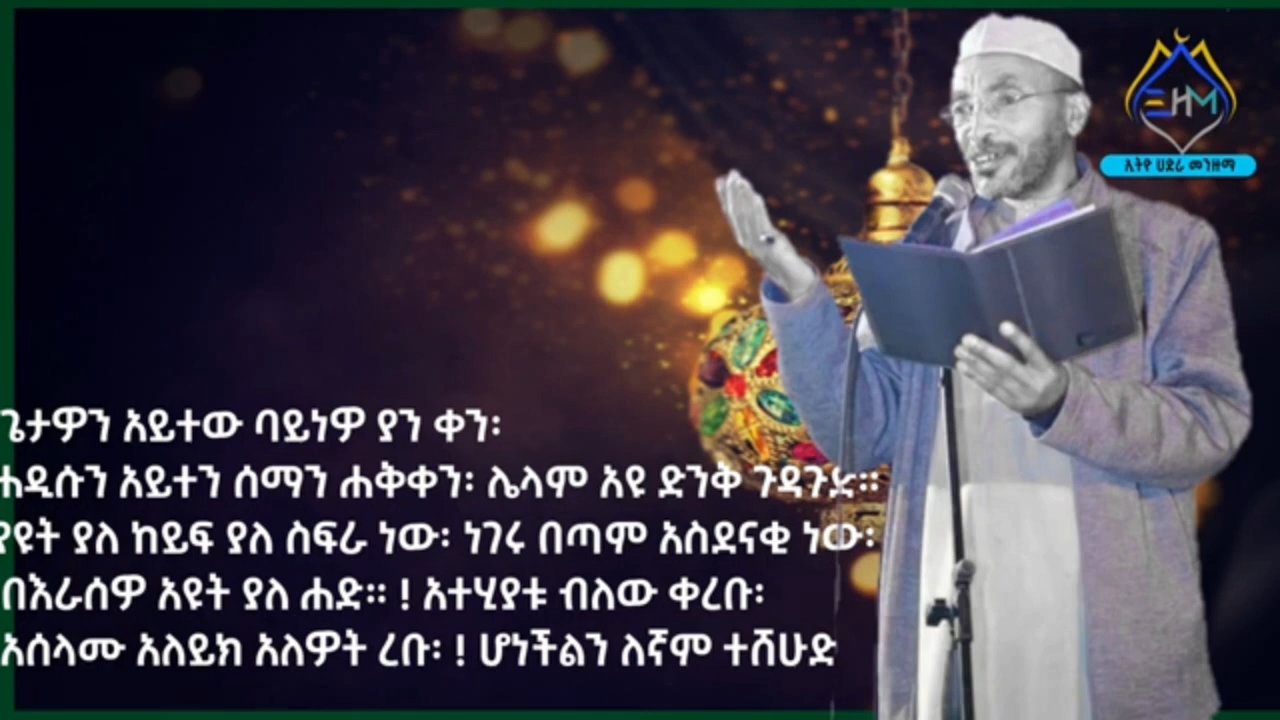 EHM
ኢትዮ ሀድራ መንዙማ
ጌታዎን አይተው ባይነዎ ያን ቀን፡
ሐዲሱን አይተን ሰማን ሐቅቀን፡ ሌላም አዩ ድንቅ ጉዳጉድ።
ያዩት ያለ ከይፍ ያለ ስፍራ ነው፡ ነገሩ በጣም አስደናቂ ነው፡
በእራሰዎ አዩት ያለ ሐድ። ! አተሂያቱ ብለው ቀረቡ፡
አሰላሙ አለይክ አለዎት ረቡ፡ ! ሆነችልን ለኛም ተሸሁድ